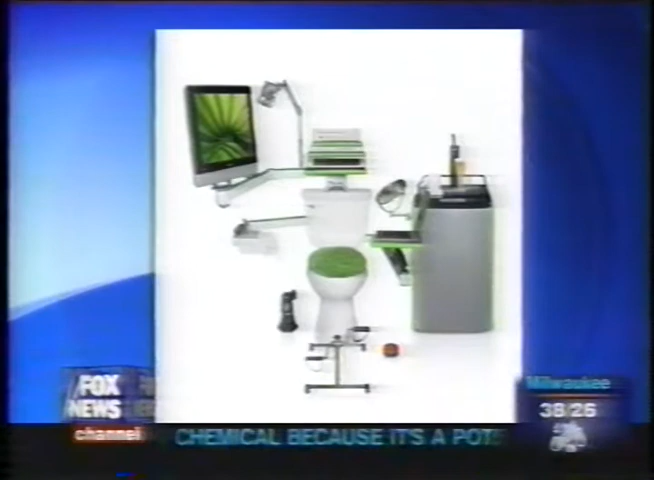 FOX
NEWS
channel
CHEMICAL BECAUSE IT'S A POT
Milwaukee
38 26